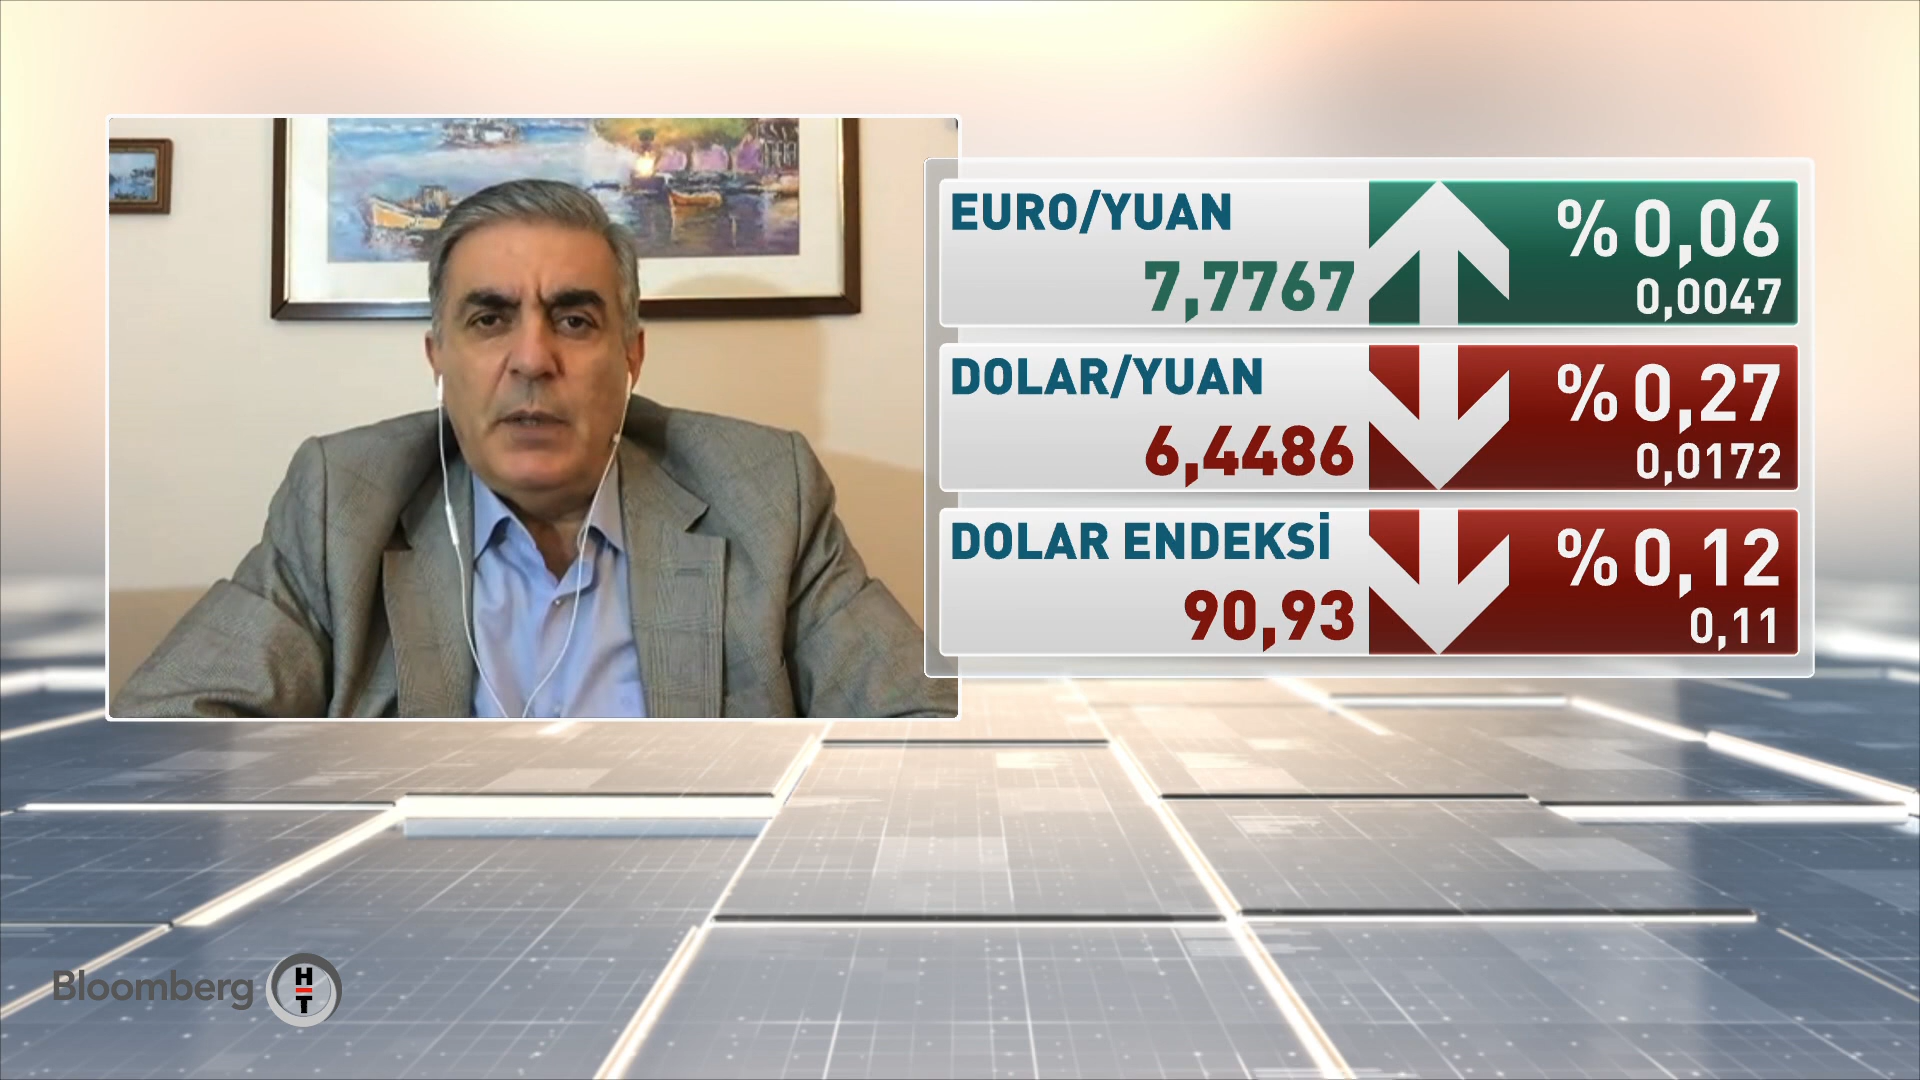 EURO/YUAN
7,7767
% 0,06
0,0047
DOLAR/YUAN
6,4486
% 0,27
0,0172
DOLAR ENDEKSİ
90,93
% 0,12
0,11
Bloomberg HT